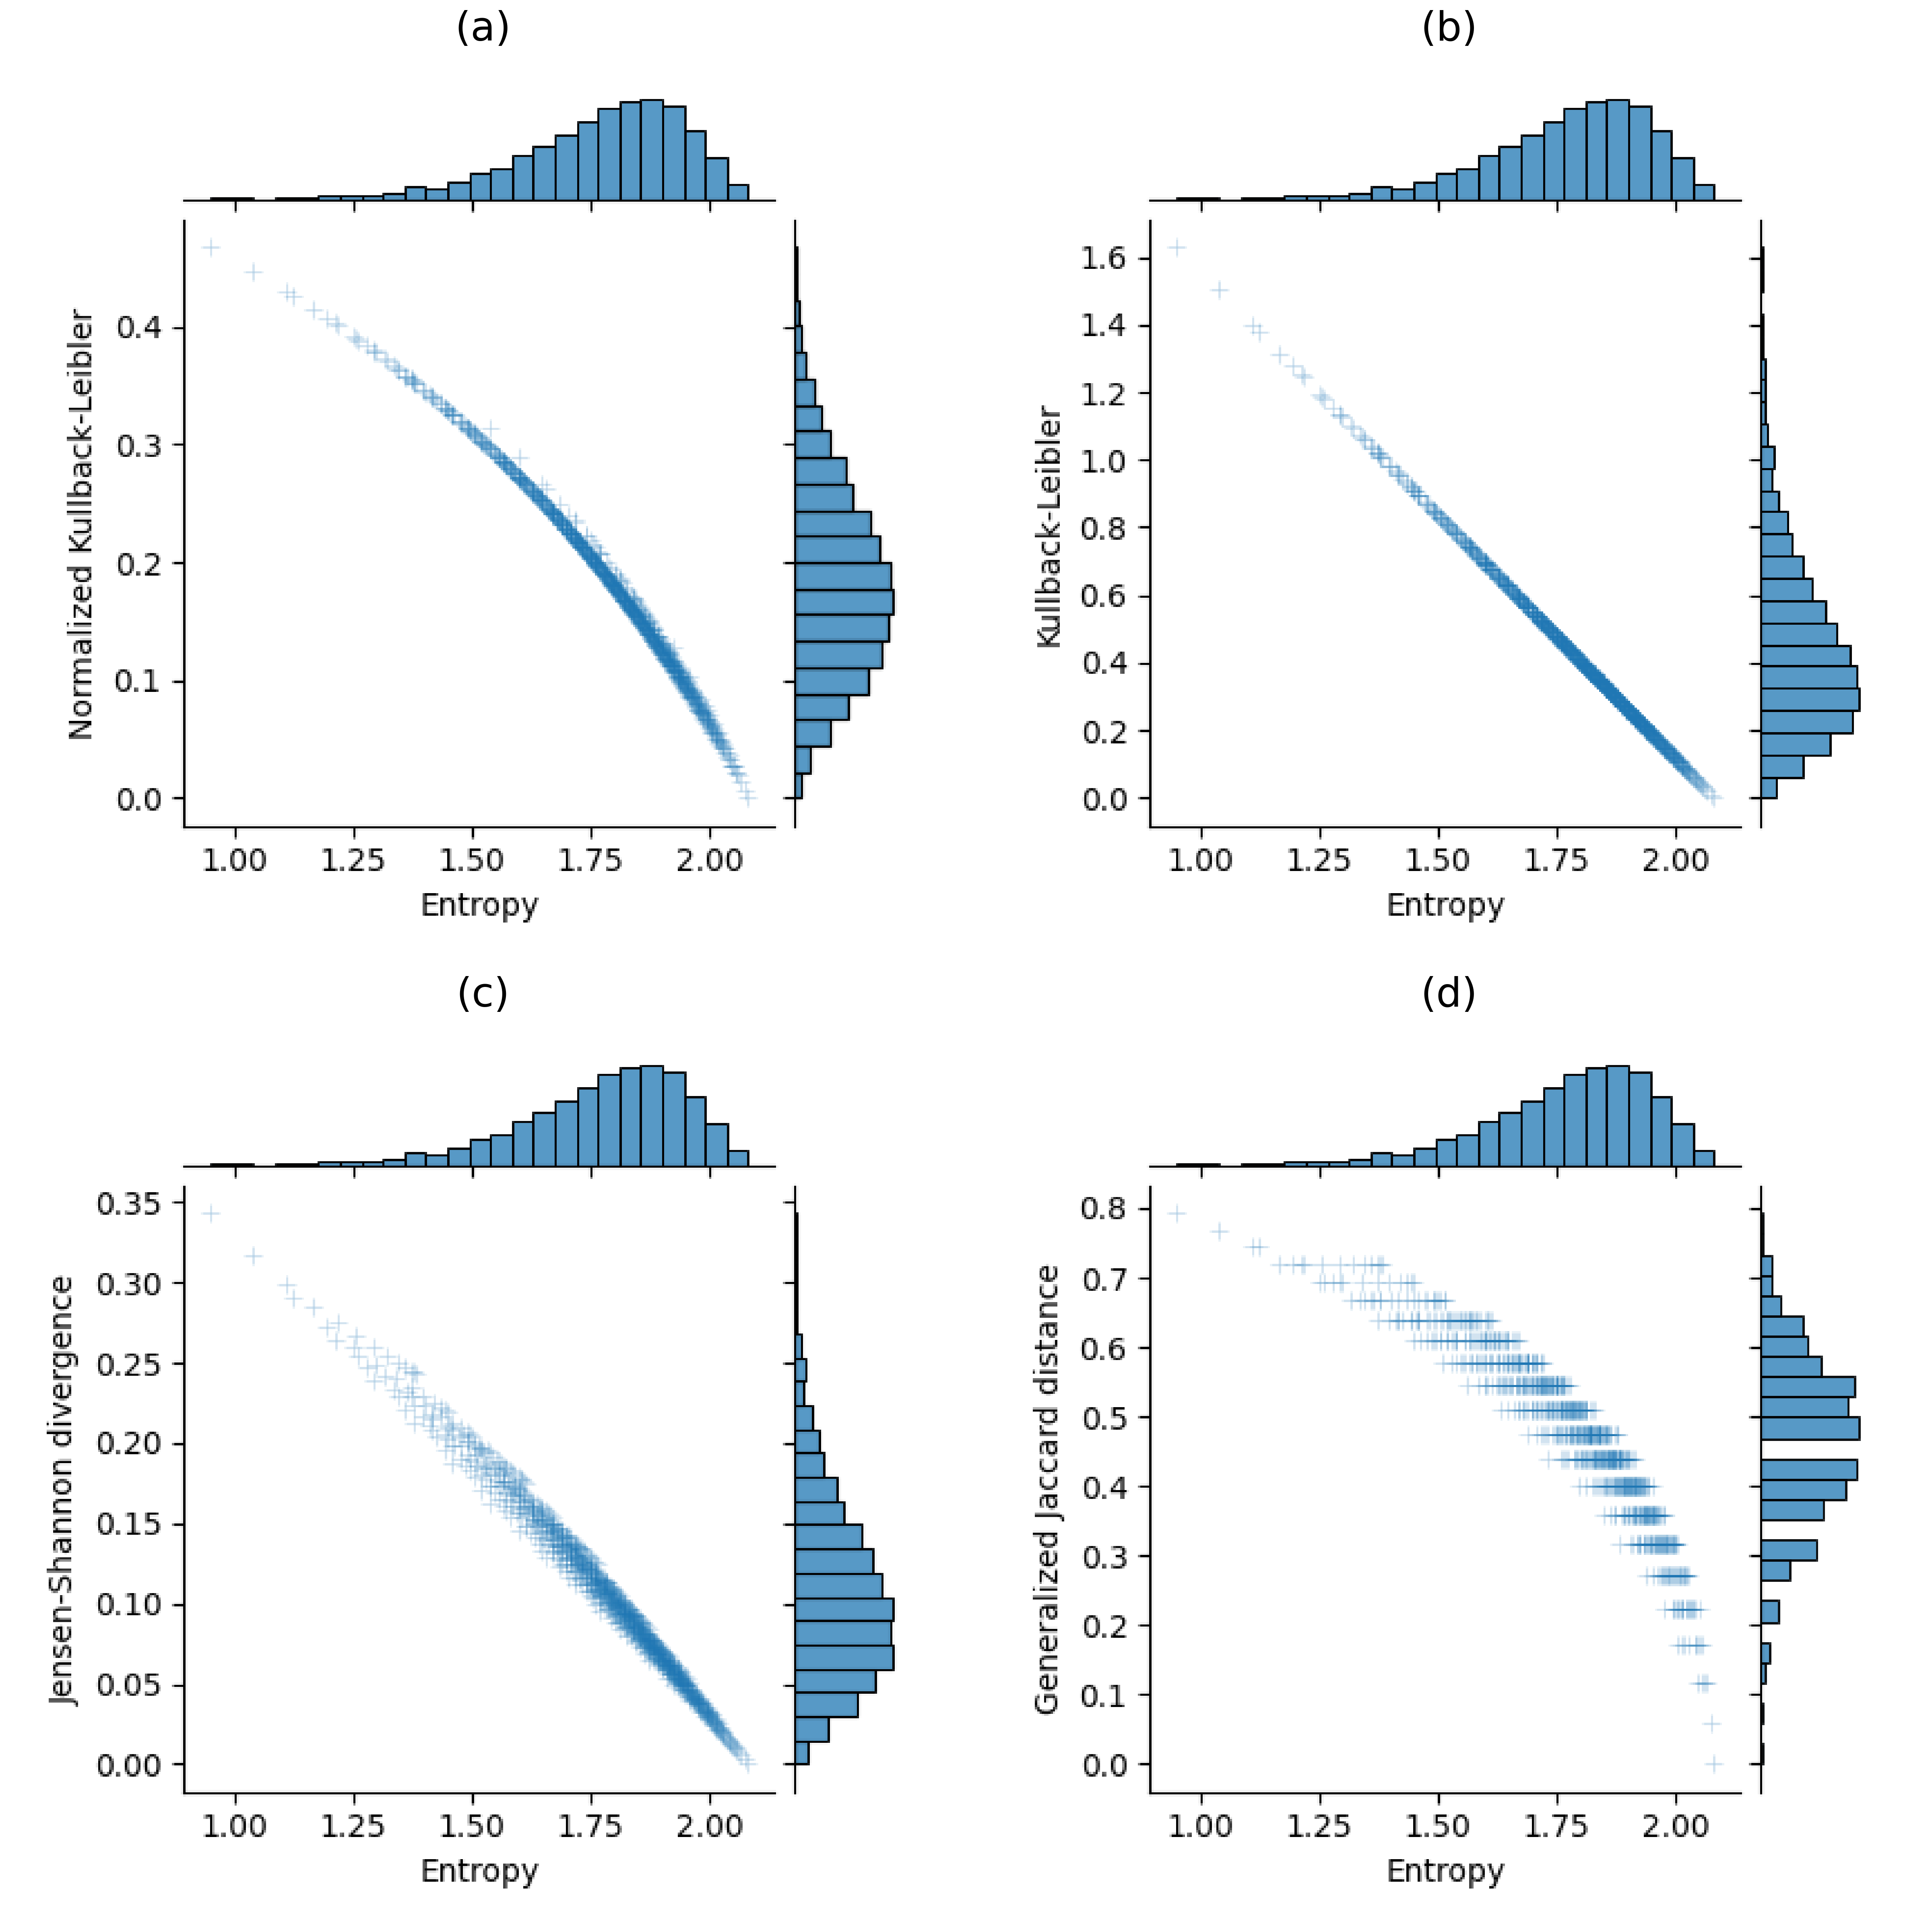 (a)
Normalized Kullback-Leibler
0.4
0.3
0.2
0.1
0.0
1.00 1.25 1.50 1.75 2.00
Entropy
(b)
Kullback-Leibler
1.6
1.4
1.2
1.0
0.8
0.6
0.4
0.2
0.0
1.00 1.25 1.50 1.75 2.00
Entropy
(c)
Jensen-Shannon divergence
0.35
0.30
0.25
0.20
0.15
0.10
0.05
0.00
1.00 1.25 1.50 1.75 2.00
Entropy
(d)
Generalized Jaccard distance
0.8
0.7
0.6
0.5
0.4
0.3
0.2
0.1
0.0
1.00 1.25 1.50 1.75 2.00
Entropy